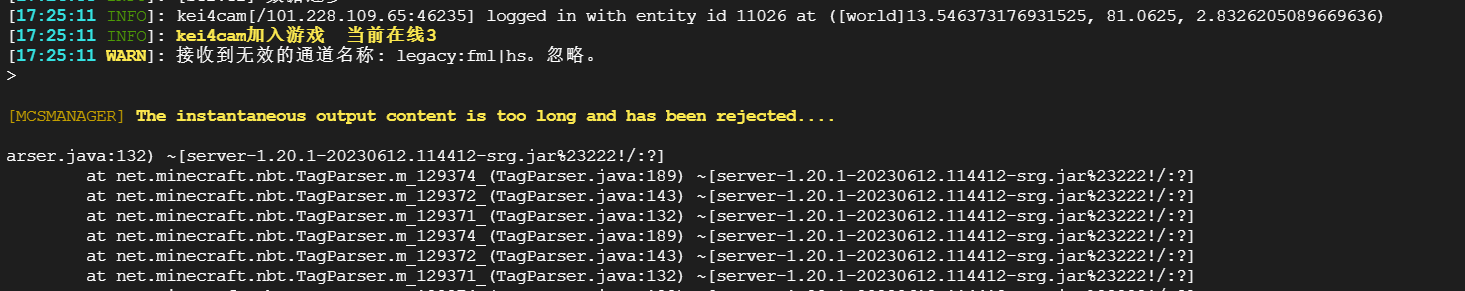 [17:25:11 INFO]: kei4cam[/101.228.109.65:46235] logged in with entity id 11026 at ([world]13.546373176931525, 81.0625, 2.8326205089669636)
[17:25:11 INFO]: kei4cam加入游戏  当前在线3
[17:25:11 WARN]: 接收到无效的通道名称: legacy:fml|hs。忽略。
>
[MCSMANAGER] The instantaneous output content is too long and has been rejected....
arser.java:132) ~[server-1.20.1-20230612.114412-srg.jar%23222!/:?]
at net.minecraft.nbt.TagParser.m_129374_(TagParser.java:189) ~[server-1.20.1-20230612.114412-srg.jar%23222!/:?]
at net.minecraft.nbt.TagParser.m_129372_(TagParser.java:143) ~[server-1.20.1-20230612.114412-srg.jar%23222!/:?]
at net.minecraft.nbt.TagParser.m_129371_(TagParser.java:132) ~[server-1.20.1-20230612.114412-srg.jar%23222!/:?]
at net.minecraft.nbt.TagParser.m_129374_(TagParser.java:189) ~[server-1.20.1-20230612.114412-srg.jar%23222!/:?]
at net.minecraft.nbt.TagParser.m_129372_(TagParser.java:143) ~[server-1.20.1-20230612.114412-srg.jar%23222!/:?]
at net.minecraft.nbt.TagParser.m_129371_(TagParser.java:132) ~[server-1.20.1-20230612.114412-srg.jar%23222!/:?]